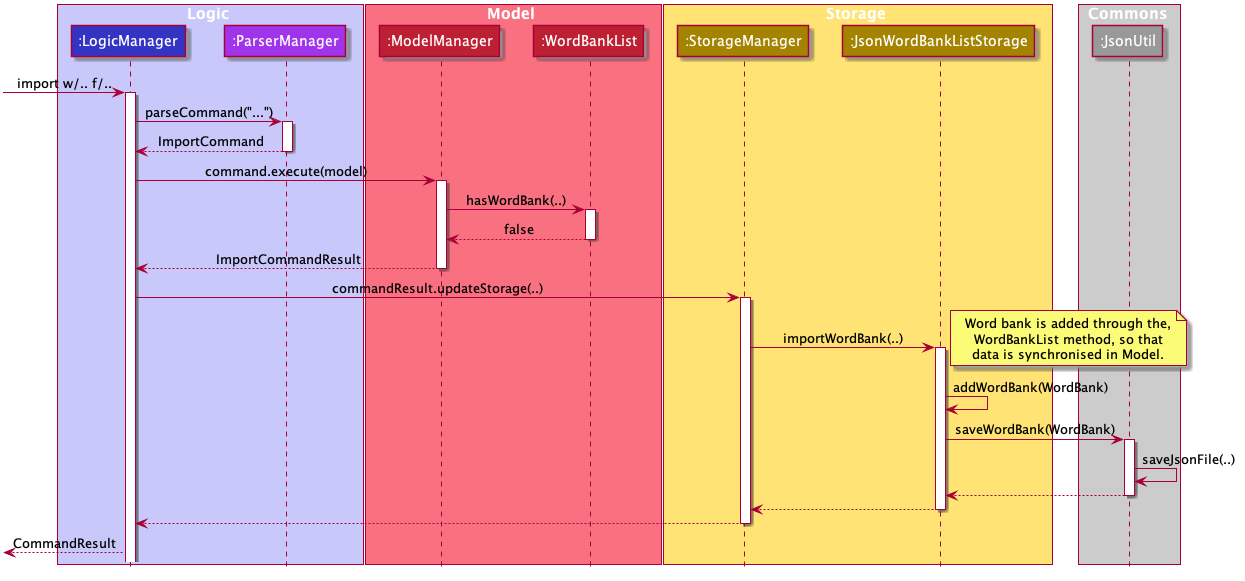 Logic
Model
Storage
Commons
:LogicManager
:ParserManager
:ModelManager
:WordBankList
:StorageManager
:JsonWordBankListStorage
:JsonUtil
import w/.. f/..
parseCommand("...")
ImportCommand
command.execute(model)
hasWordBank(..)
false
ImportCommandResult
commandResult.updateStorage(..)
Word bank is added through the,
WordBankList method, so that
data is synchronised in Model.
importWordBank(..)
addWordBank(WordBank)
saveWordBank(WordBank)
saveJsonFile(..)
CommandResult